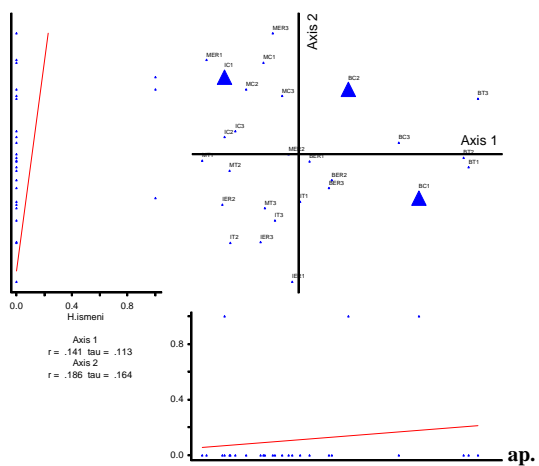 Axis 2
MER3
MER1
IC1
MC1
MC2
MC3
BC2
BT3
IC3
IC2
BC3
Axis 1
MER2
MT1
BER1
BT2
BT1
MT2
BER2
BER3
IER2
MT3
IT1
BC1
IT3
IT2
IER3
IER1
0.0 0.4 0.8
H.ismeni
Axis 1
r = .141 tau = .113
Axis 2
r = .186 tau = .164
0.8
0.4
0.0
ap.